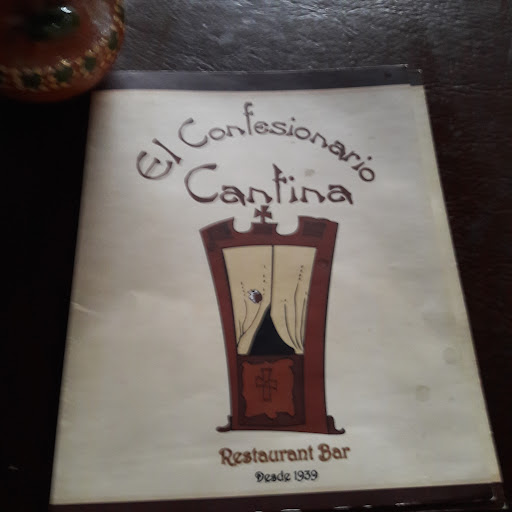 El Confesionario
Cantina
Restaurant Bar
Desde 1939